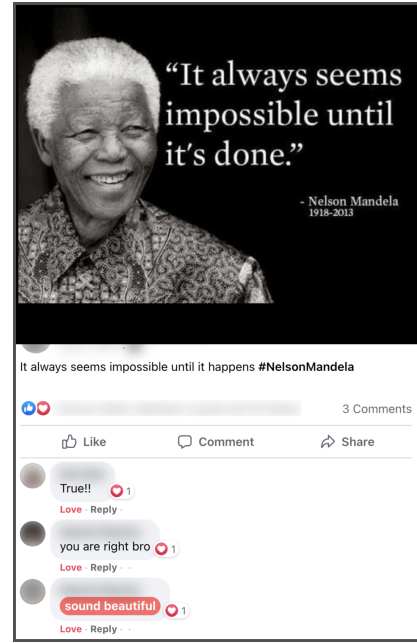 “It always seems
impossible until
it's done.”
- Nelson Mandela
1918-2013
It always seems impossible until it happens #NelsonMandela
3 Comments
Like Comment Share
True!! 1
Love · Reply ·
you are right bro 1
Love · Reply · ·
sound beautiful 1
Love · Reply · ·